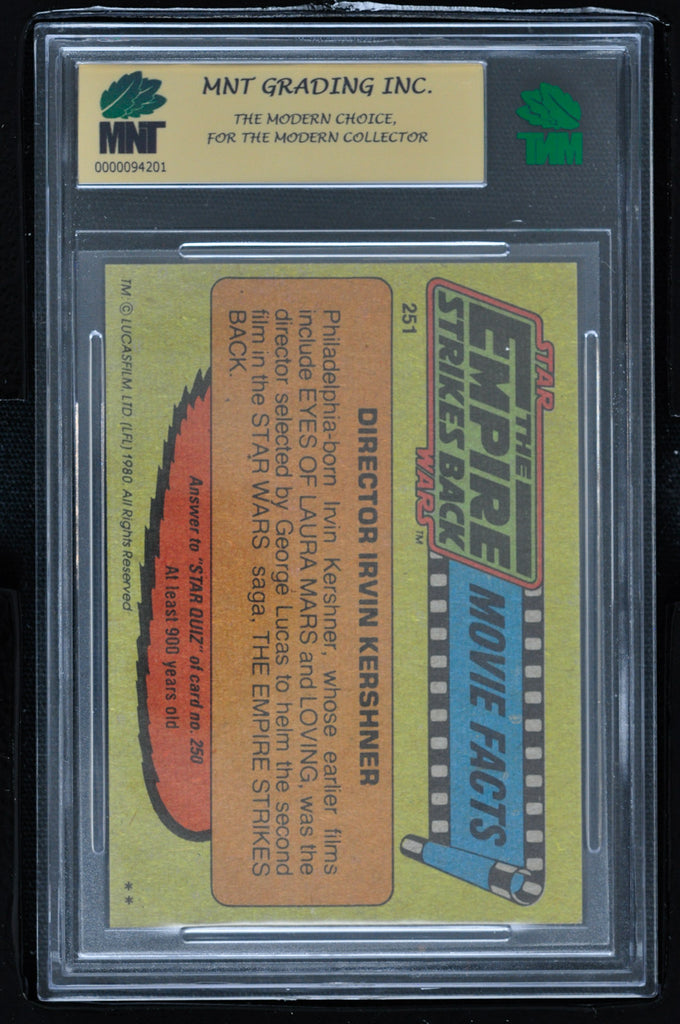 MNT GRADING INC.
THE MODERN CHOICE,
FOR THE MODERN COLLECTOR
MNT
0000094201
MNT
STAR
THE
EMPIRE
STRIKES BACK
WARS™
MOVIE FACTS
251
DIRECTOR IRVIN KERSHNER
Philadelphia-born Irvin Kershner, whose earlier films
include EYES OF LAURA MARS and LOVING, was the
director selected by George Lucas to helm the second
film in the STAR WARS saga, THE EMPIRE STRIKES
BACK.
Answer to "STAR QUIZ" of card no. 250
At least 900 years old
TM: © LUCASFILM, LTD. (LFL) 1980. All Rights Reserved
**